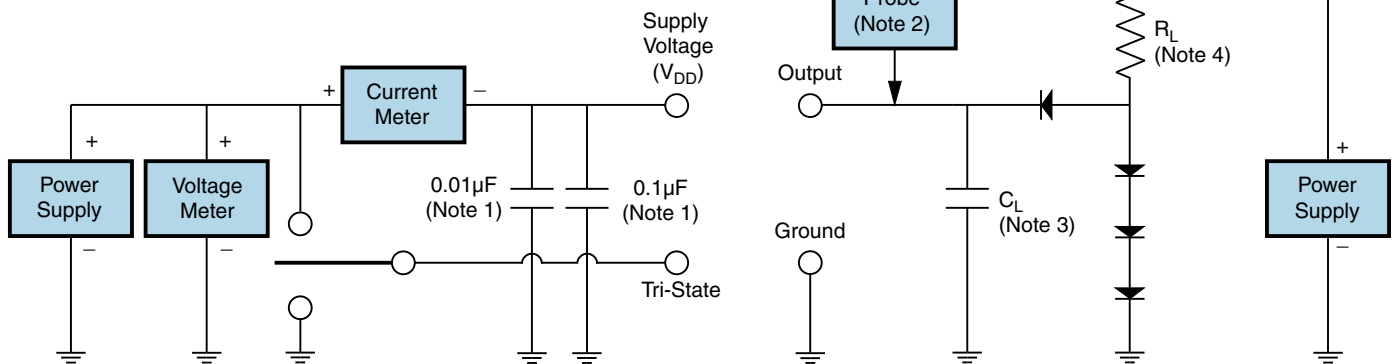 Supply
Voltage
(VDD)
Probe
(Note 2)
RL
(Note 4)
+
Current
Meter
–
Output
+
Power
Supply
–
+
Voltage
Meter
–
0.01µF
(Note 1)
0.1µF
(Note 1)
Tri-State
CL
(Note 3)
Ground
+
Power
Supply
–